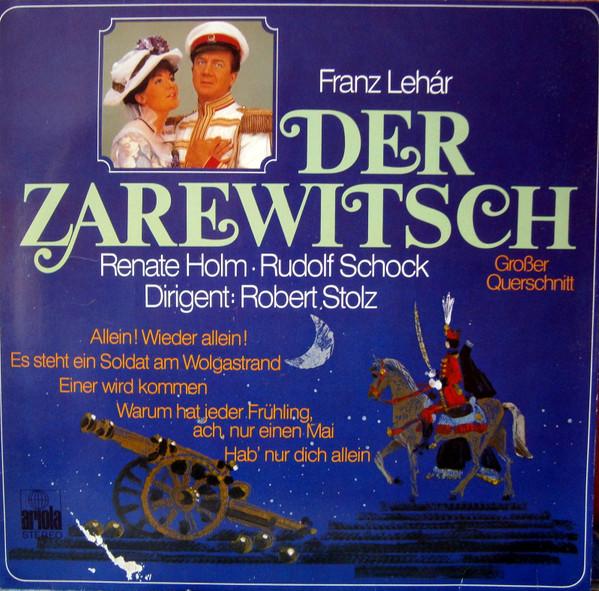 Franz Lehár
DER
ZAREWITSCH
Renate Holm · Rudolf Schock
Dirigent: Robert Stolz
Großer
Querschnitt
Allein! Wieder allein!
Es steht ein Soldat am Wolgastrand
Einer wird kommen
Warum hat jeder Frühling,
ach, nur einen Mai
Hab' nur dich allein
ariola
STEREO